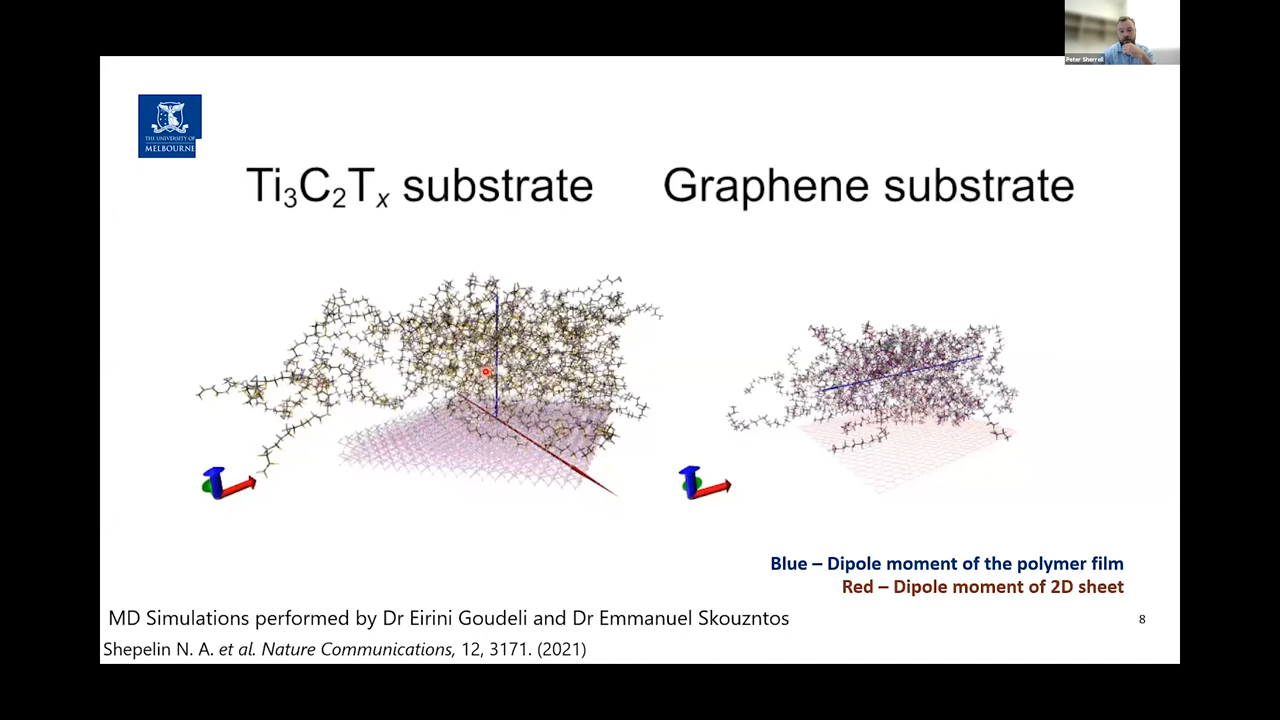 Peter Sherrell
THE UNIVERSITY OF
MELBOURNE
Ti3C2Tx substrate
Graphene substrate
Blue – Dipole moment of the polymer film
Red – Dipole moment of 2D sheet
MD Simulations performed by Dr Eirini Goudeli and Dr Emmanuel Skouzntos
8
Shepelin N. A. et al. Nature Communications, 12, 3171. (2021)